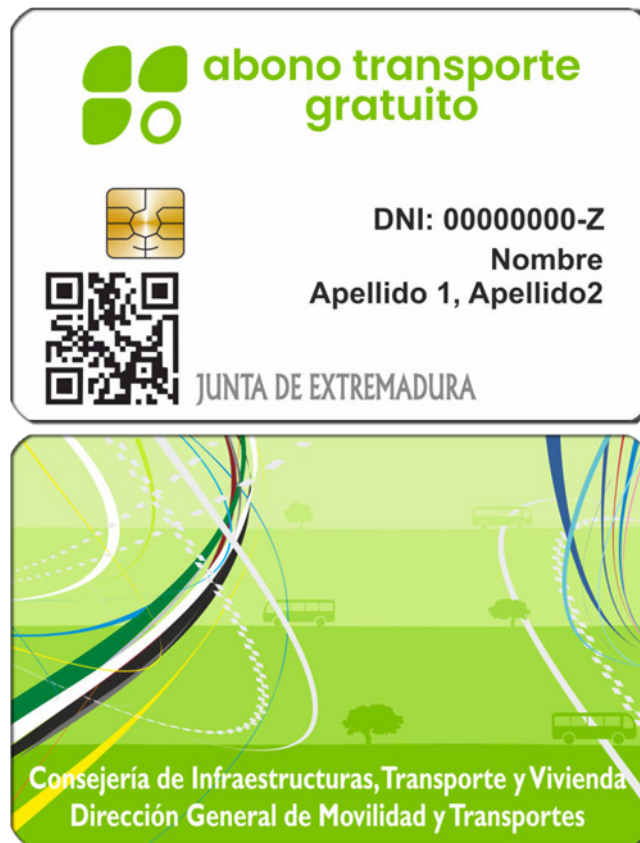 abono transporte
gratuito
DNI: 00000000-Z
Nombre
Apellido 1, Apellido2
JUNTA DE EXTREMADURA
Consejería de Infraestructuras, Transporte y Vivienda
Dirección General de Movilidad y Transportes